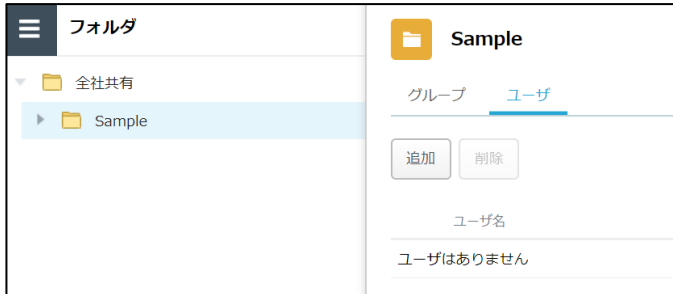 フォルダ
全社共有
Sample
Sample
グループ ユーザ
追加 削除
ユーザ名
ユーザはありません